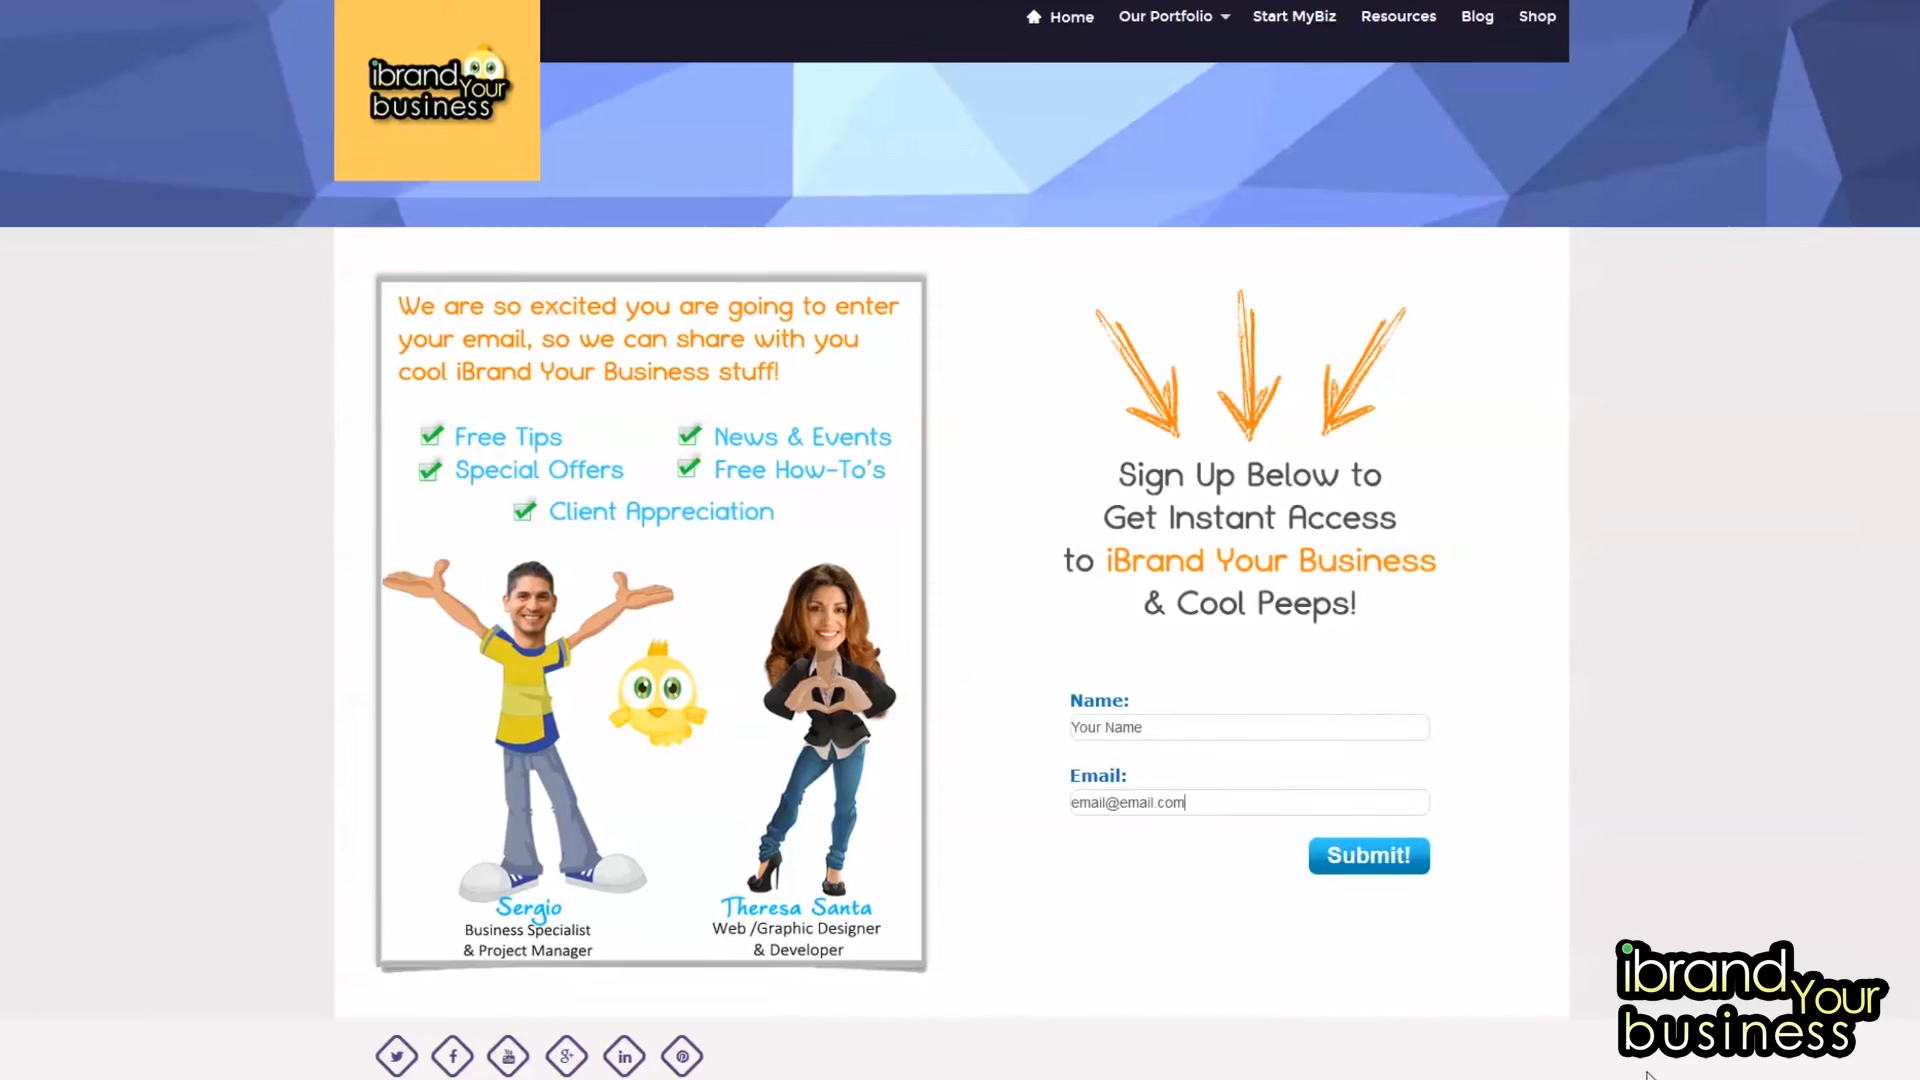 ibrand
Your
business
Home
Our Portfolio
Start MyBiz
Resources
Blog
Shop
We are so excited you are going to enter
your email, so we can share with you
cool iBrand Your Business stuff!
Free Tips
News & Events
Special Offers
Free How-To's
Client Appreciation
Sergio
Business Specialist
& Project Manager
Theresa Santa
Web /Graphic Designer
& Developer
Sign Up Below to
Get Instant Access
to iBrand Your Business
& Cool Peeps!
Name:
Your Name
Email:
email@email.com
Submit!
ibrand
Your
business